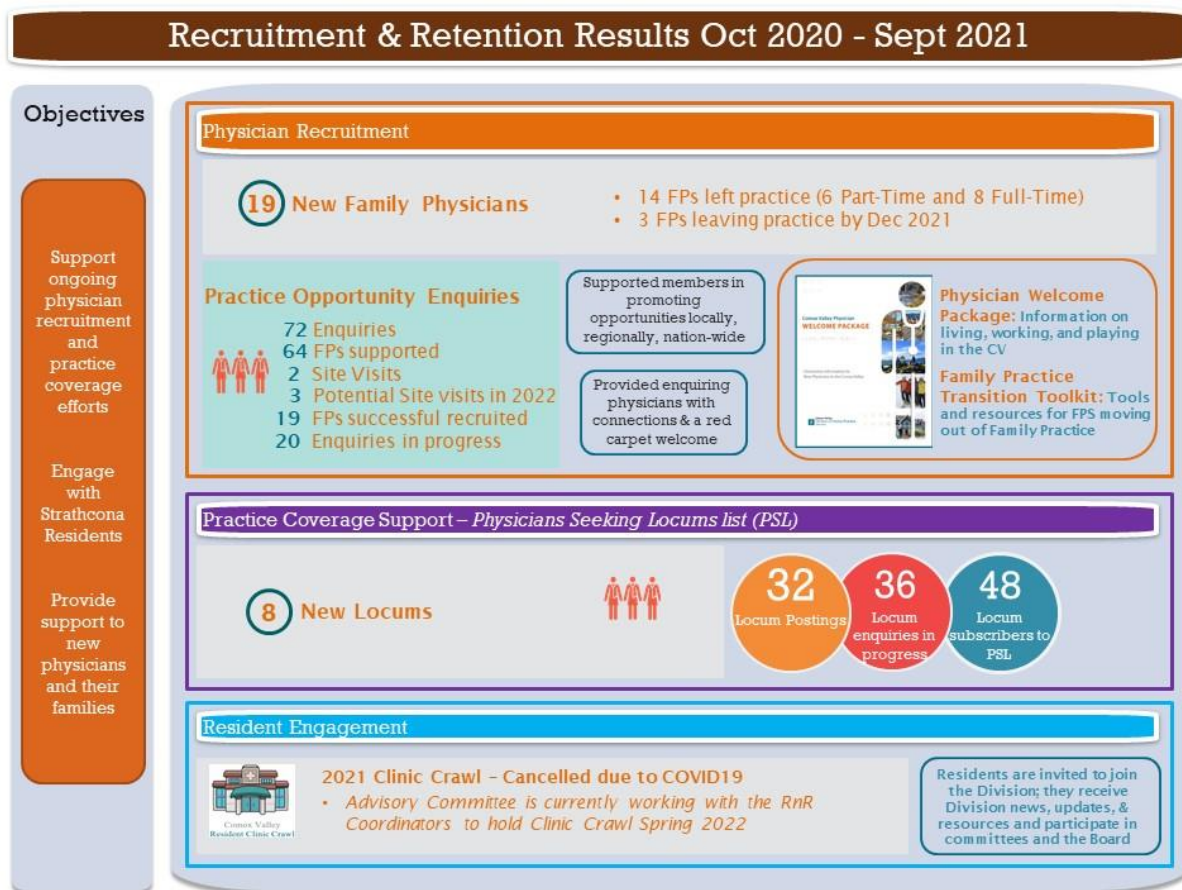 Recruitment & Retention Results Oct 2020 - Sept 2021
Objectives
Support
ongoing
physician
recruitment
and
practice
coverage
efforts
Engage
with
Strathcona
Residents
Provide
support to
new
physicians
and their
families
Physician Recruitment
19 New Family Physicians
• 14 FPs left practice (6 Part-Time and 8 Full-Time)
• 3 FPs leaving practice by Dec 2021
Practice Opportunity Enquiries
72 Enquiries
64 FPs supported
2 Site Visits
3 Potential Site visits in 2022
19 FPs successful recruited
20 Enquiries in progress
Supported members in
promoting
opportunities locally,
regionally, nation-wide
Provided enquiring
physicians with
connections & a red
carpet welcome
Comox Valley Physician
WELCOME PACKAGE
Physician Welcome
Package: Information on
living, working, and playing
in the CV
Family Practice
Transition Toolkit: Tools
and resources for FPS moving
out of Family Practice
Practice Coverage Support – Physicians Seeking Locums list (PSL)
8 New Locums
32
Locum Postings
36
Locum
enquiries in
progress
48
Locum
subscribers to
PSL
Resident Engagement
Comox Valley
Resident Clinic Crawl
2021 Clinic Crawl – Cancelled due to COVID19
• Advisory Committee is currently working with the RnR
Coordinators to hold Clinic Crawl Spring 2022
Residents are invited to join
the Division; they receive
Division news, updates, &
resources and participate in
committees and the Board